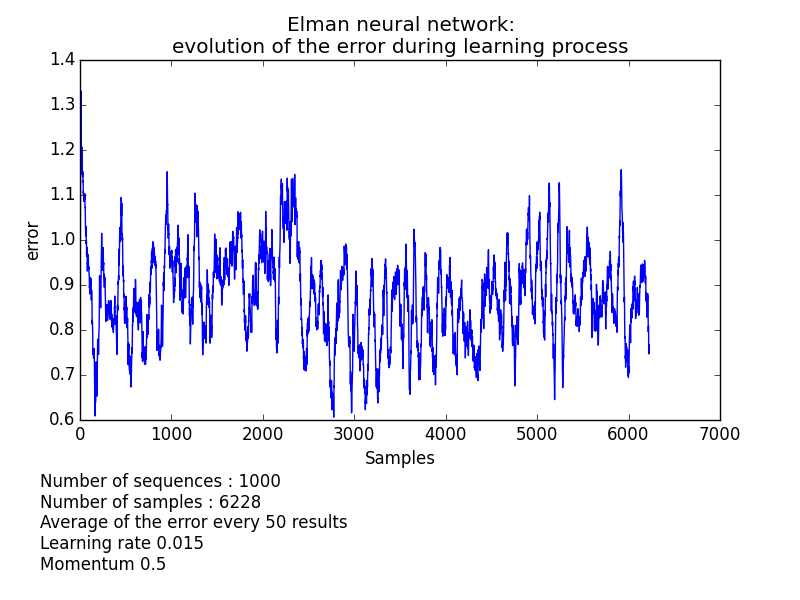 Elman neural network:
evolution of the error during learning process
1.4
1.3
1.2
1.1
1.0
0.9
0.8
0.7
0.6
error
0 1000 2000 3000 4000 5000 6000 7000
Samples
Number of sequences : 1000
Number of samples : 6228
Average of the error every 50 results
Learning rate 0.015
Momentum 0.5